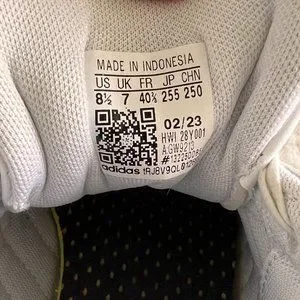 MADE IN INDONESIA
US UK FR JP CHN
8½ 7 40⅔ 255 250
02/23
HWI 28Y001
adidas